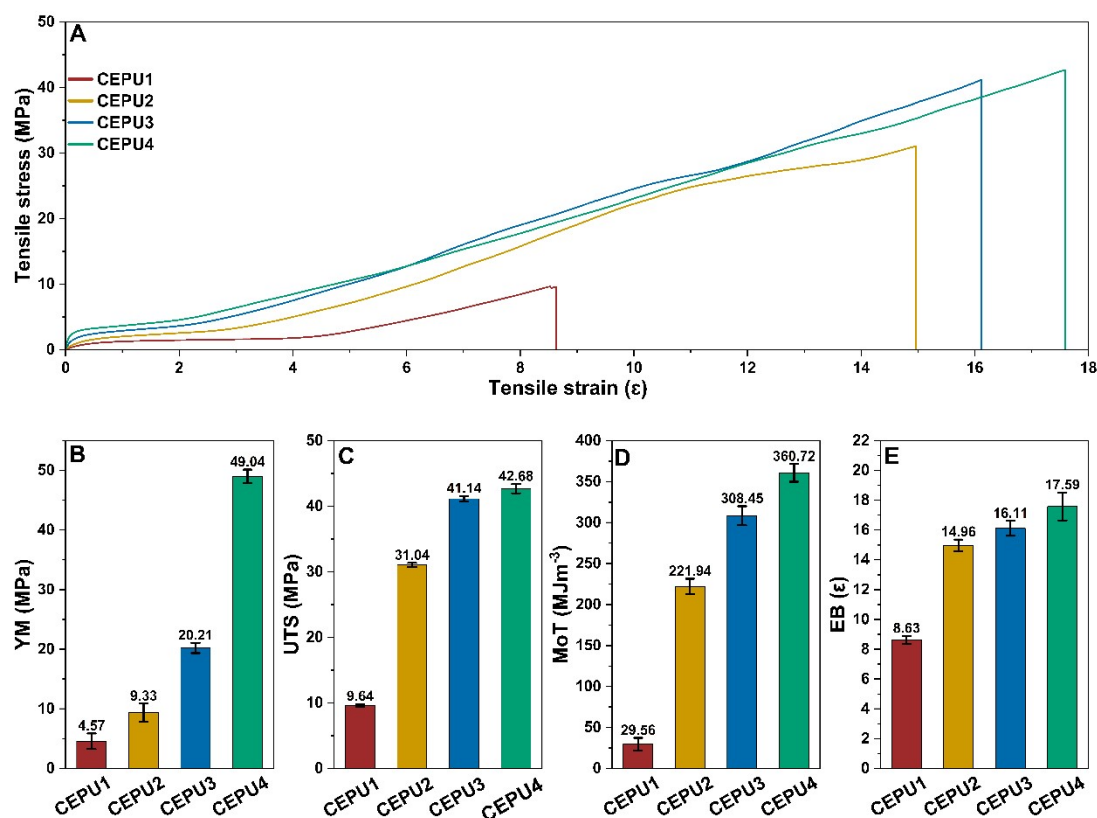 A
CEPU1
CEPU2
CEPU3
CEPU4
Tensile stress (MPa)
50
40
30
20
10
0
0 2 4 6 8 10 12 14 16 18
Tensile strain (ε)
B
YM (MPa)
50
40
30
20
10
0
4.57
9.33
20.21
49.04
CEPU1 CEPU2 CEPU3 CEPU4
C
UTS (MPa)
50
40
30
20
10
0
9.64
31.04
41.14
42.68
CEPU1 CEPU2 CEPU3 CEPU4
D
MoT (MJm⁻³)
400
350
300
250
200
150
100
50
0
29.56
221.94
308.45
360.72
CEPU1 CEPU2 CEPU3 CEPU4
E
EB (ε)
22
20
18
16
14
12
10
8
6
4
2
0
8.63
14.96
16.11
17.59
CEPU1 CEPU2 CEPU3 CEPU4